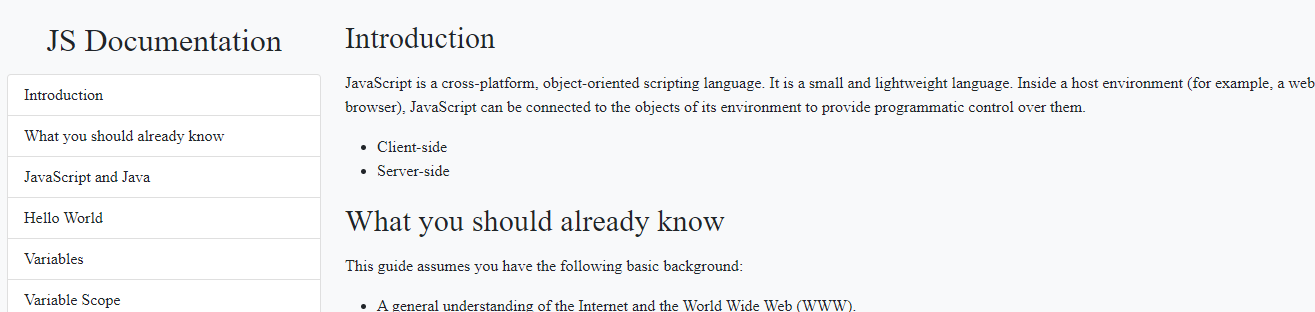 JS Documentation
Introduction
What you should already know
JavaScript and Java
Hello World
Variables
Variable Scope
Introduction
JavaScript is a cross-platform, object-oriented scripting language. It is a small and lightweight language. Inside a host environment (for example, a web
browser), JavaScript can be connected to the objects of its environment to provide programmatic control over them.
Client-side
Server-side
What you should already know
This guide assumes you have the following basic background:
A general understanding of the Internet and the World Wide Web (WWW).